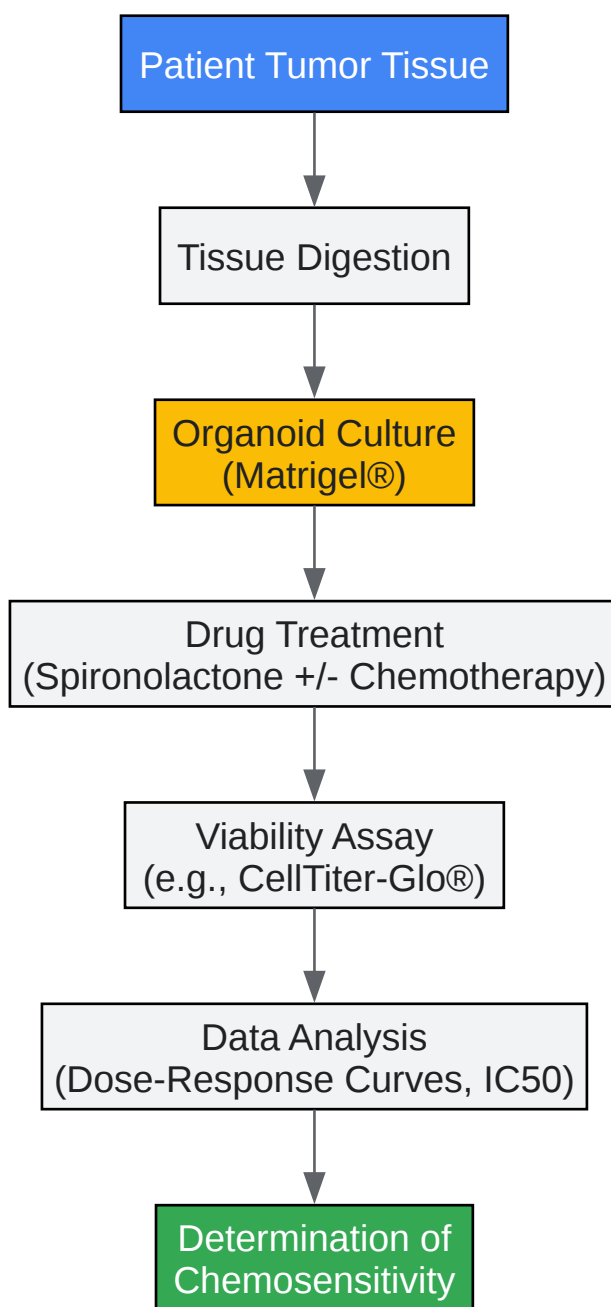 Patient Tumor Tissue
Tissue Digestion
Organoid Culture
(Matrigel®)
Drug Treatment
(Spironolactone +/- Chemotherapy)
Viability Assay
(e.g., CellTiter-Glo®)
Data Analysis
(Dose-Response Curves, IC50)
Determination of
Chemosensitivity